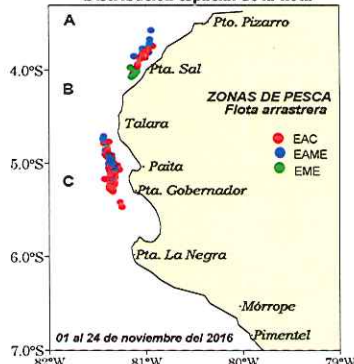 A
Pto. Pizarro
4.0°S
Pta. Sal
B
ZONAS DE PESCA
Flota arrastrera
EAC
EAME
EME
Talara
5.0°S
Paita
C
Pta. Gobernador
6.0°S
Pta. La Negra
Mórrope
01 al 24 de noviembre del 2016
Pimentel
7.0°S
82°W
81°W
80°W
79°W